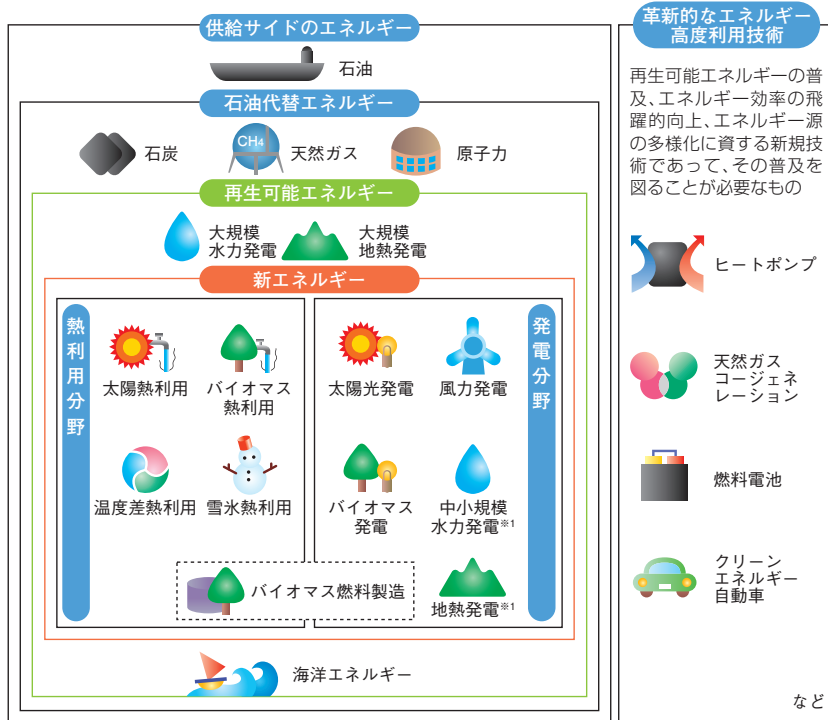 供給サイドのエネルギー
石油
石油代替エネルギー
石炭
CH4
天然ガス
原子力
再生可能エネルギー
大規模
水力発電
大規模
地熱発電
新エネルギー
熱利用分野
太陽熱利用
バイオマス
熱利用
温度差熱利用
雪氷熱利用
発電分野
太陽光発電
風力発電
バイオマス
発電
中小規模
水力発電※1
バイオマス燃料製造
地熱発電※1
海洋エネルギー
革新的なエネルギー
高度利用技術
再生可能エネルギーの普
及、エネルギー効率の飛
躍的向上、エネルギー源
の多様化に資する新規技
術であって、その普及を
図ることが必要なもの
ヒートポンプ
天然ガス
コージェネ
レーション
燃料電池
クリーン
エネルギー
自動車
など